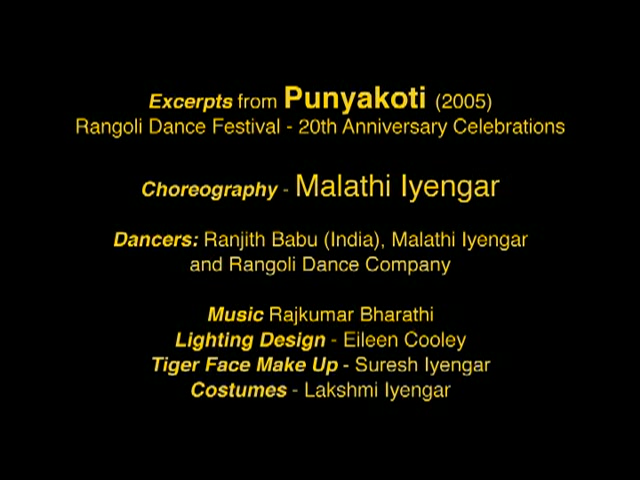 Excerpts from Punyakoti (2005)
Rangoli Dance Festival - 20th Anniversary Celebrations
Choreography - Malathi Iyengar
Dancers: Ranjith Babu (India), Malathi Iyengar
and Rangoli Dance Company
Music Rajkumar Bharathi
Lighting Design - Eileen Cooley
Tiger Face Make Up - Suresh Iyengar
Costumes - Lakshmi Iyengar